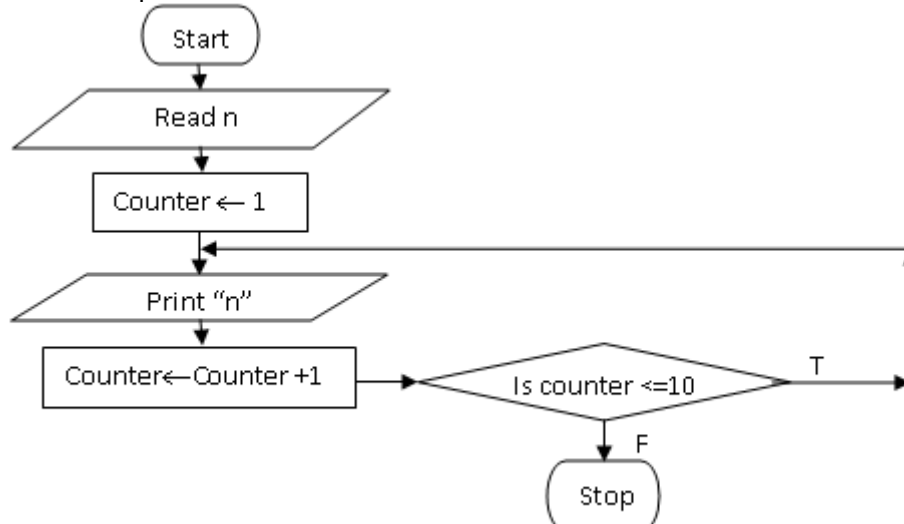 Start
Read n
Counter ← 1
Print “n”
Counter←Counter +1
Is counter <=10
T
F
Stop